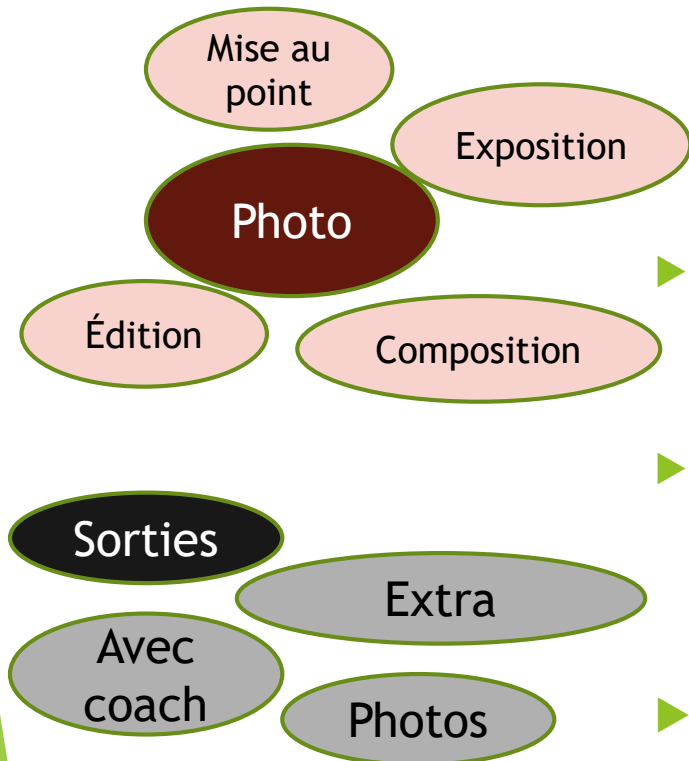 Mise au
point
Exposition
Photo
Édition
Composition
Sorties
Extra
Avec
coach
Photos